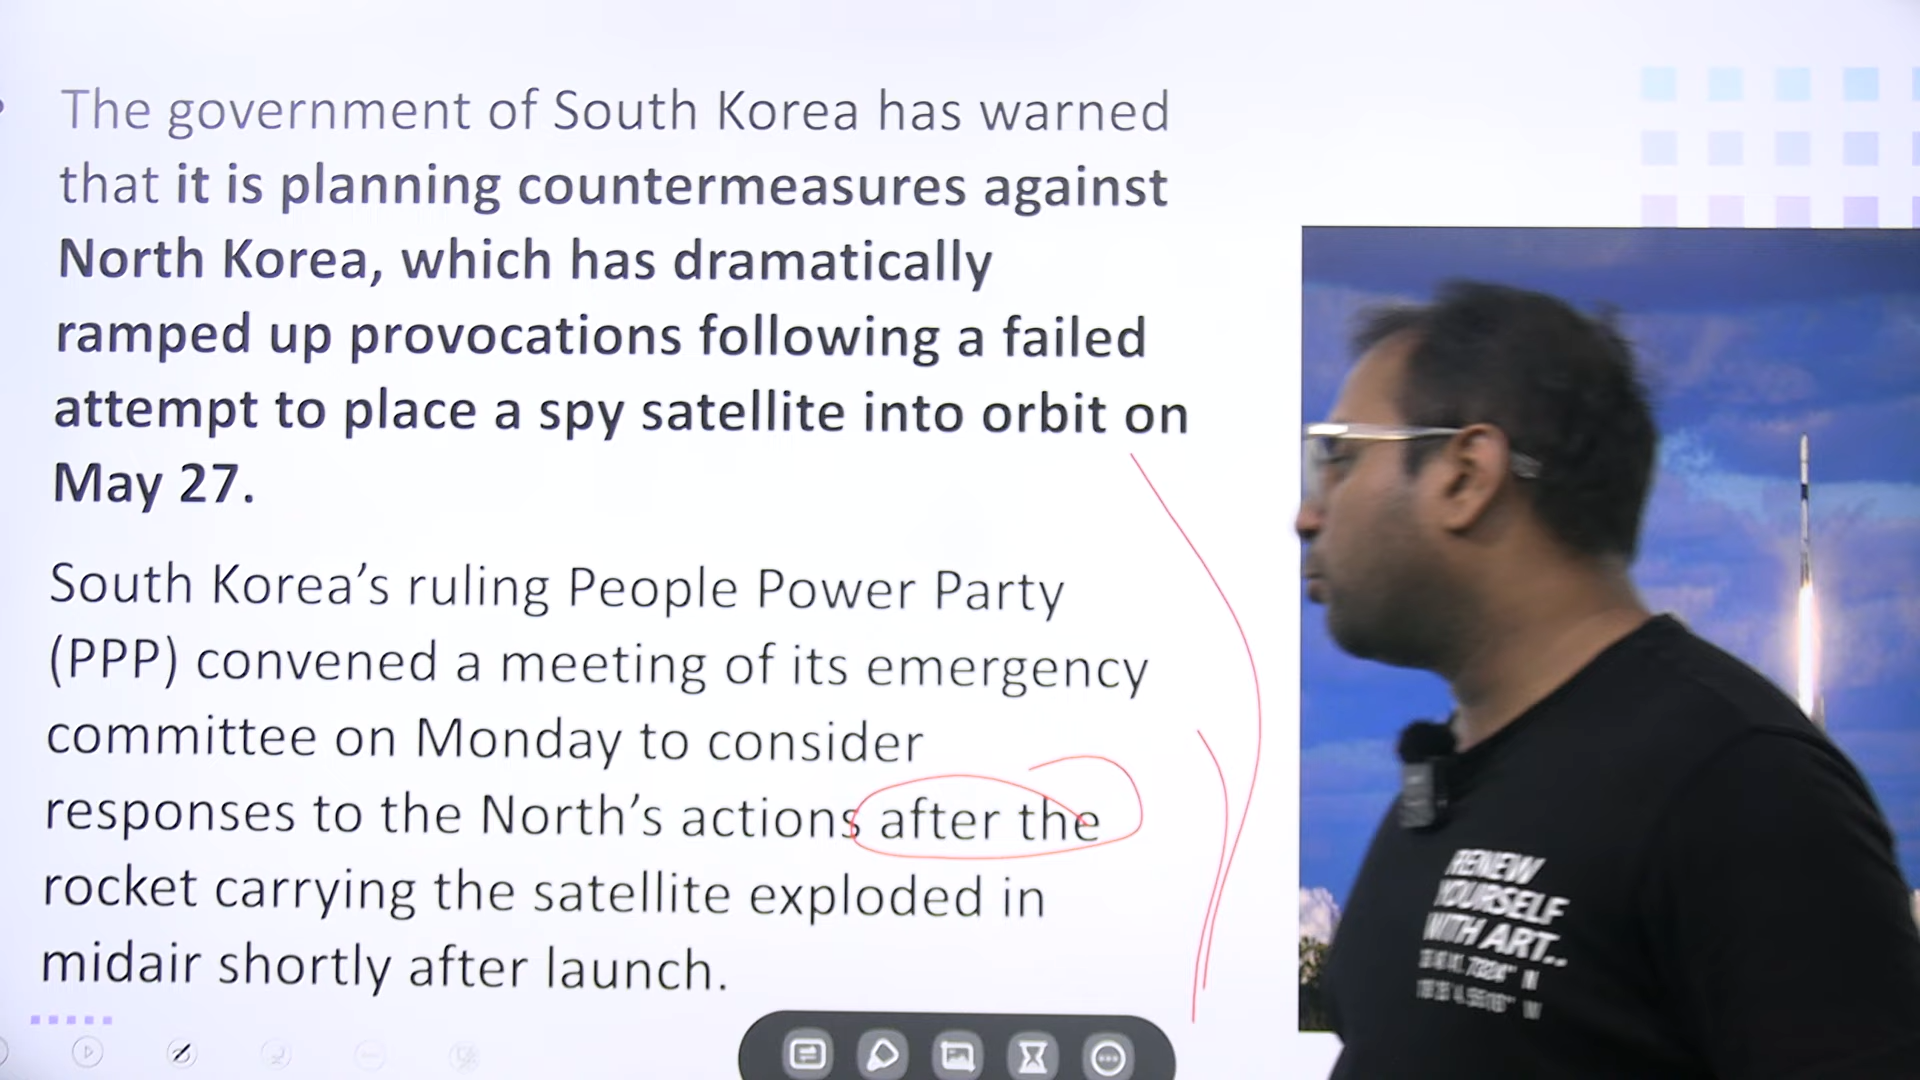 The government of South Korea has warned
that it is planning countermeasures against
North Korea, which has dramatically
ramped up provocations following a failed
attempt to place a spy satellite into orbit on
May 27.
South Korea’s ruling People Power Party
(PPP) convened a meeting of its emergency
committee on Monday to consider
responses to the North’s actions after the
rocket carrying the satellite exploded in
midair shortly after launch.
RENEW
YOURSELF
WITH ART..